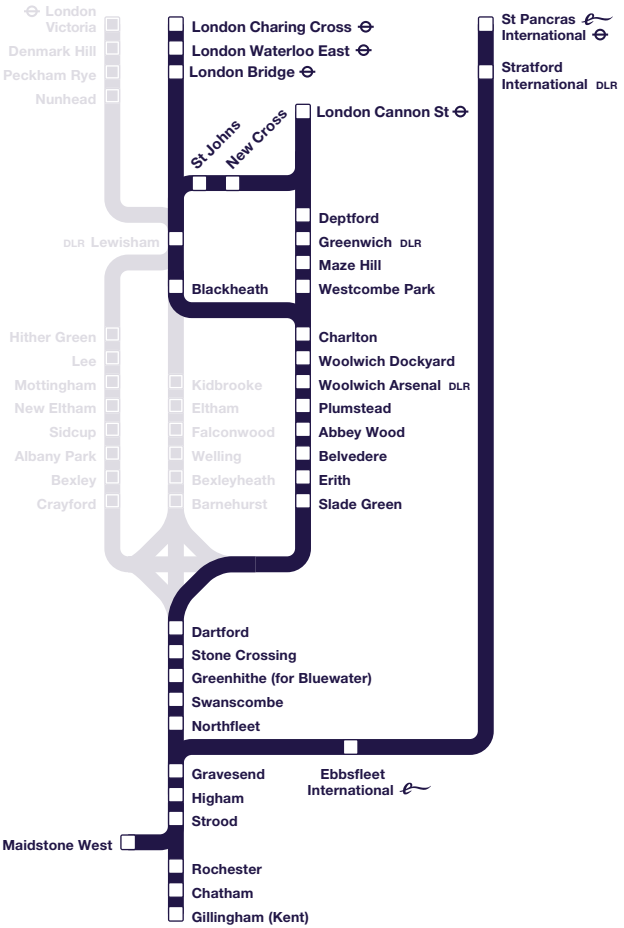 London
Victoria
Denmark Hill
Peckham Rye
Nunhead
London Charing Cross
London Waterloo East
London Bridge
St Pancras
International
Stratford
International DLR
London Cannon St
St Johns
New Cross
DLR Lewisham
Blackheath
Deptford
Greenwich DLR
Maze Hill
Westcombe Park
Hither Green
Lee
Mottingham
New Eltham
Sidcup
Albany Park
Bexley
Crayford
Kidbrooke
Eltham
Falconwood
Welling
Bexleyheath
Barnehurst
Charlton
Woolwich Dockyard
Woolwich Arsenal DLR
Plumstead
Abbey Wood
Belvedere
Erith
Slade Green
Dartford
Stone Crossing
Greenhithe (for Bluewater)
Swanscombe
Northfleet
Ebbsfleet
International
Gravesend
Higham
Strood
Maidstone West
Rochester
Chatham
Gillingham (Kent)